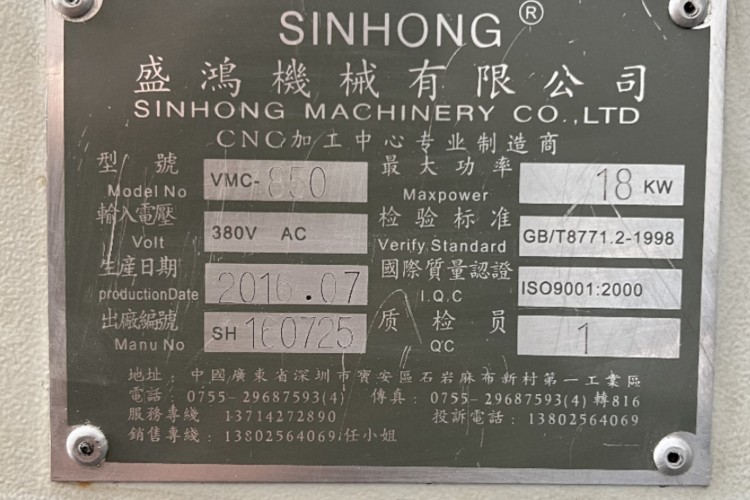 SINHONG®
盛鴻機械有限公司
SINHONG MACHINERY CO.,LTD
CNC加工中心专业制造商
型號 Model No VMC-850 最大功率 Maxpower 18 KW
輸入電壓 Volt 380V AC 检验标准 Verify Standard GB/T8771.2-1998
生産日期 productionDate 2016.07 國際質量認證 I.Q.C ISO9001:2000
出廠編號 Manu No SH 160725 质检员 Q'C 1
地址：中國廣東省深圳市寶安區石岩麻布新村第一工業區
電話：0755-29687593(4) 傳真：0755-29687593(4)轉816
服務專綫 13714272890 投訴電話：13802564069
銷售專綫：13802564069/任小姐